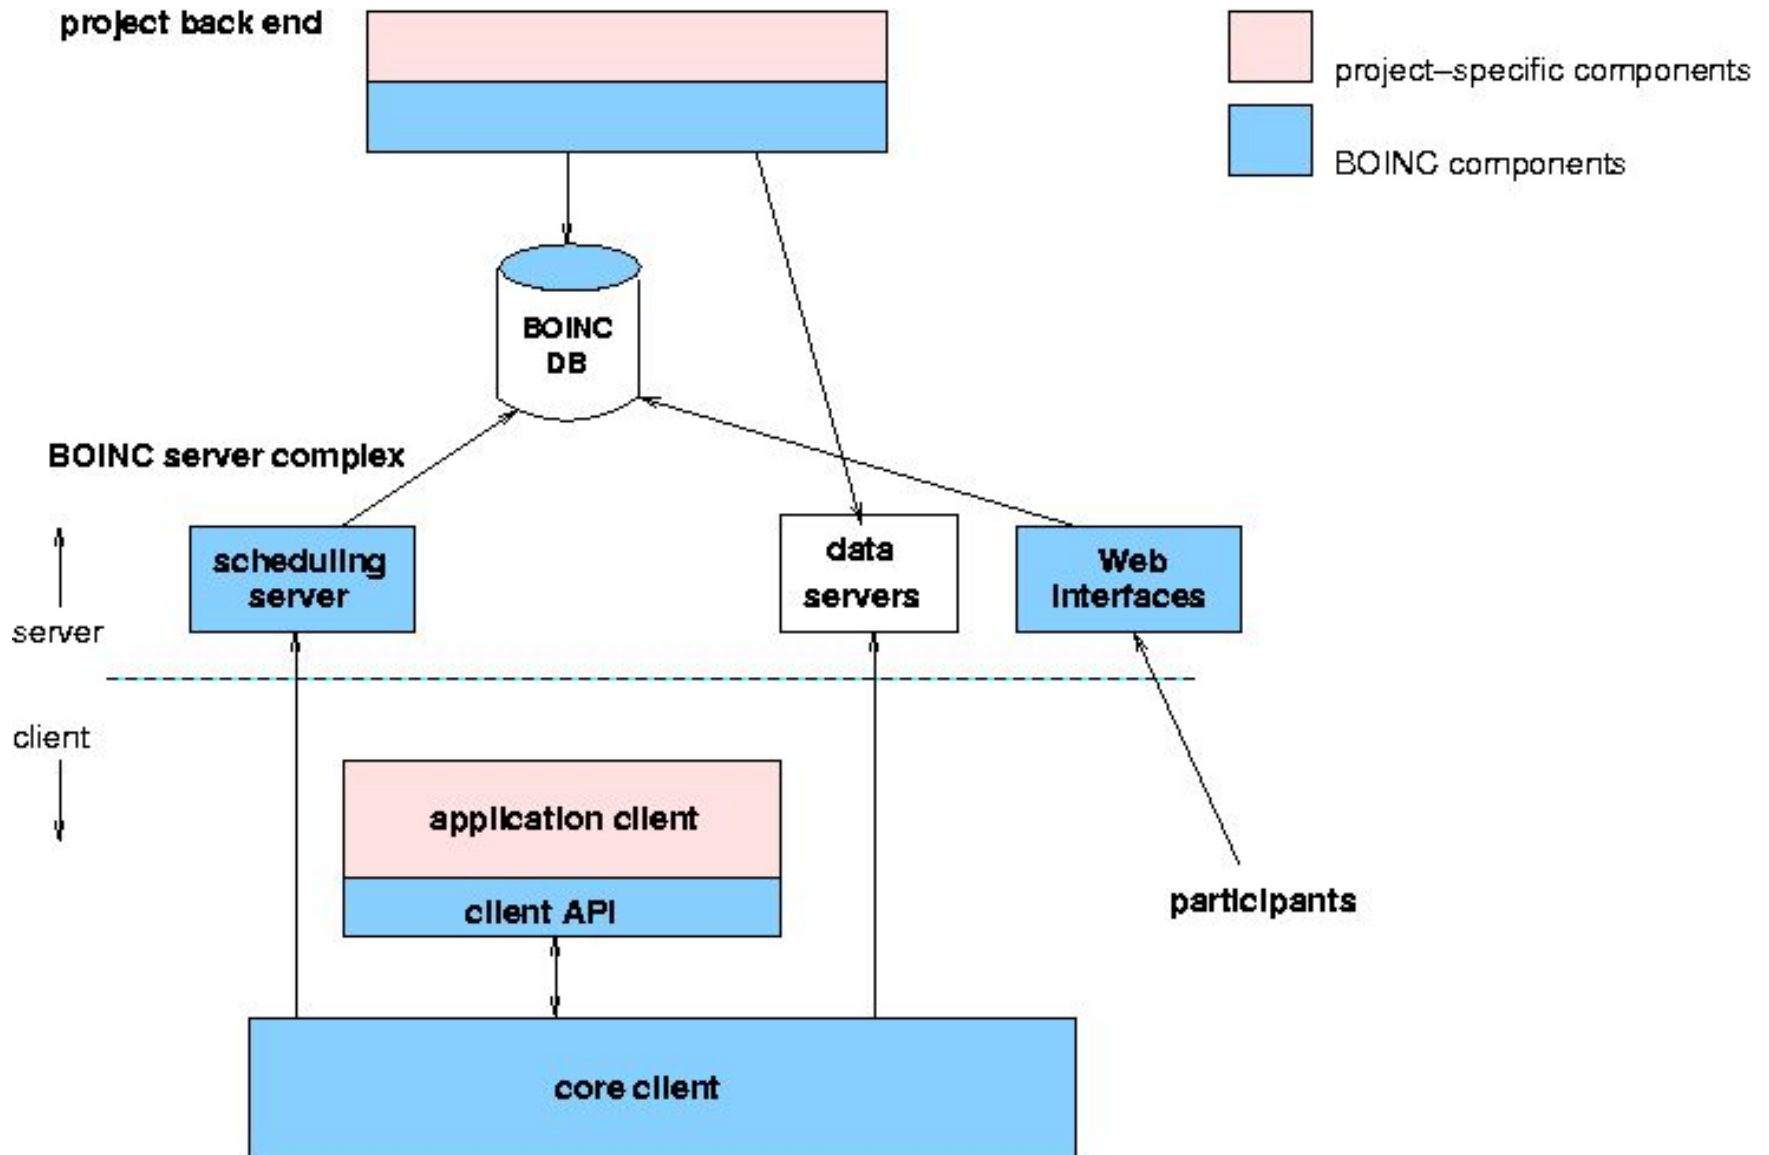 project back end
project–specific components
BOINC components
BOINC
DB
BOINC server complex
scheduling
server
data
servers
Web
Interfaces
server
client
application client
client API
participants
core client